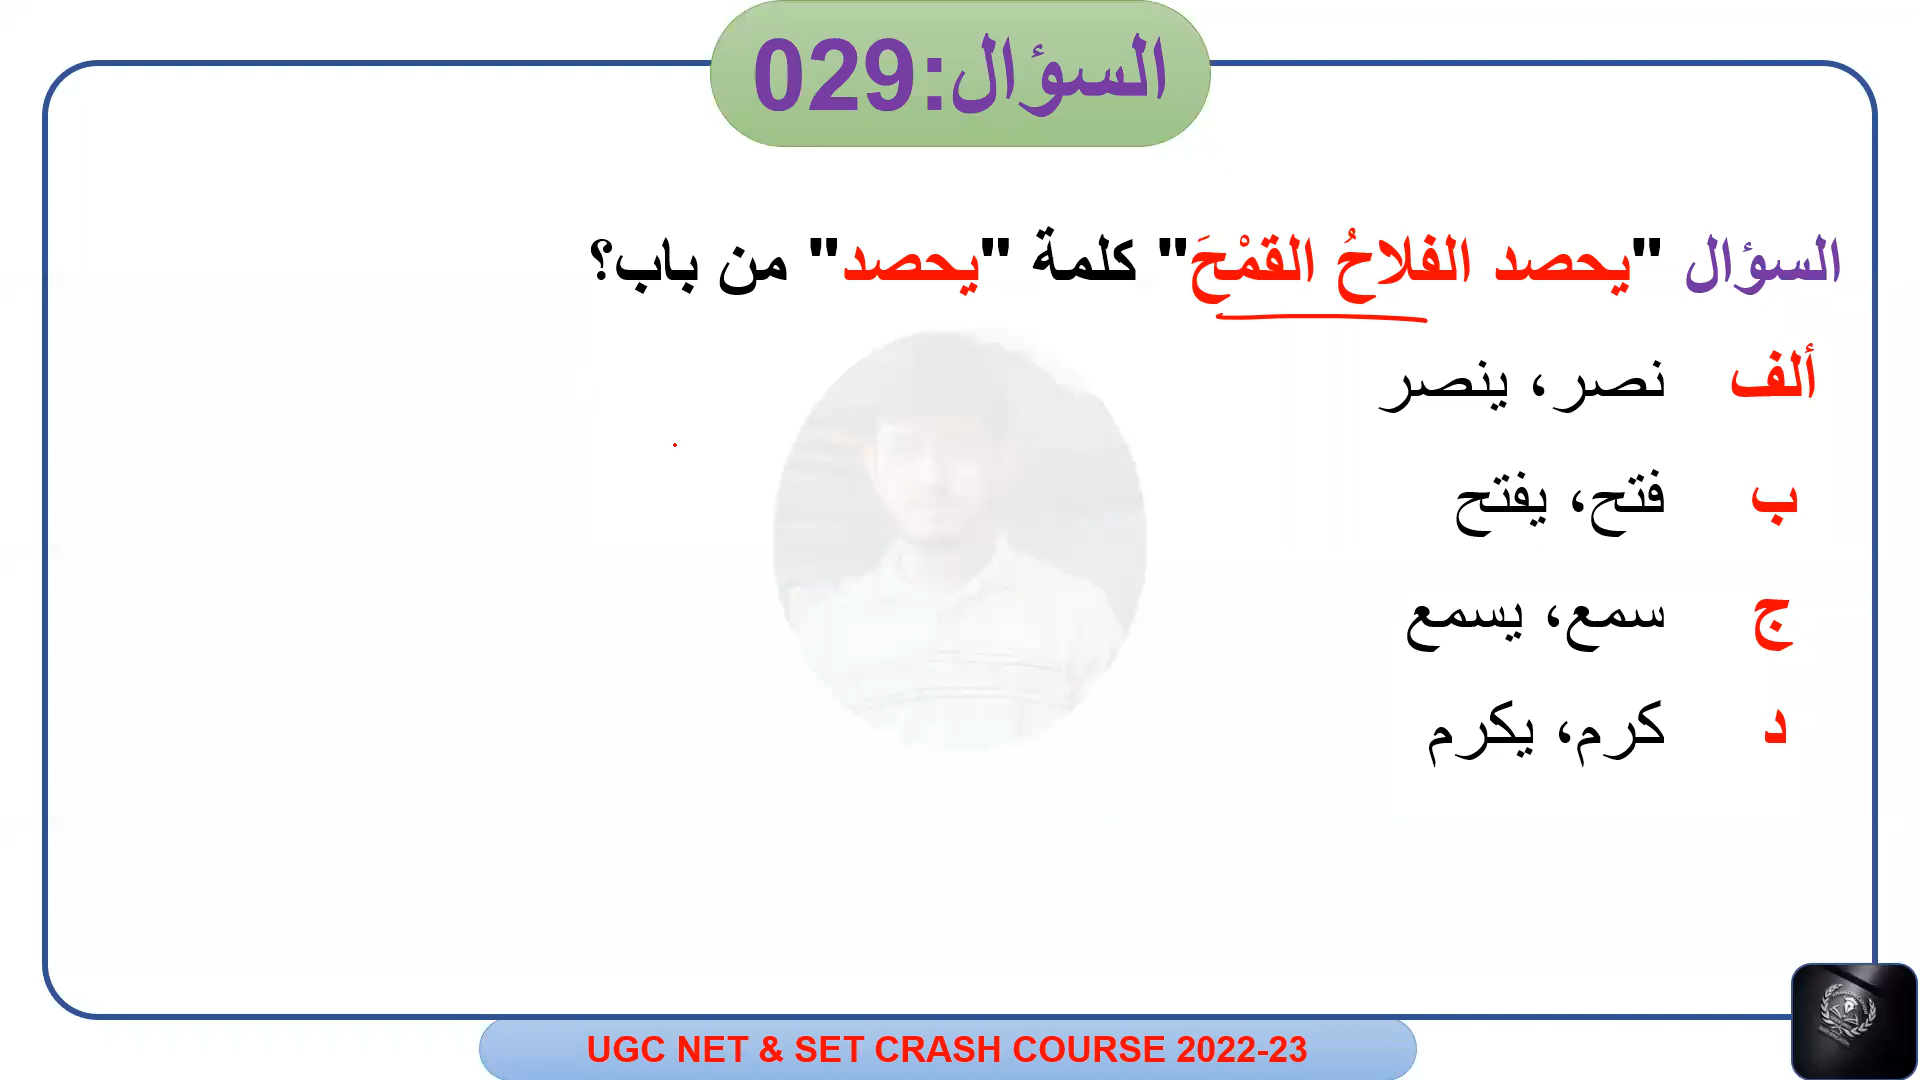 السؤال:029
السؤال "يحصد الفلاحُ القمْحَ" كلمة "يحصد" من باب؟
ألف نصر، ينصر
ب فتح، يفتح
ج سمع، يسمع
د كرم، يكرم
UGC NET & SET CRASH COURSE 2022-23